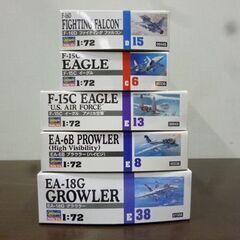 F-16D
FIGHTING FALCON
F-16D ファイティング ファルコン
1:72
D
15
F-15C
EAGLE
F-15C イーグル
1:72
C
6
F-15C EAGLE
U.S. AIR FORCE
F-15C イーグル アメリカ空軍
1:72
E
13
EA-6B PROWLER
(High Visibility)
EA-6B プラウラー (ハイビジ)
1:72
E
8
EA-18G
GROWLER
EA-18G グラウラー
1:72
E
38